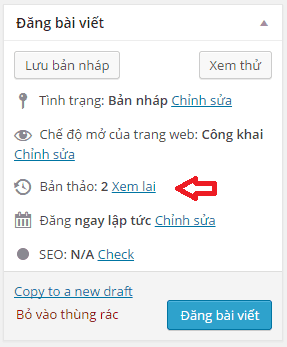 Đăng bài viết
Lưu bản nháp
Xem thử
Tình trạng: Bản nháp Chỉnh sửa
Chế độ mở của trang web: Công khai
Chỉnh sửa
Bản thảo: 2 Xem lại
Đăng ngay lập tức Chỉnh sửa
SEO: N/A Check
Copy to a new draft
Bỏ vào thùng rác
Đăng bài viết